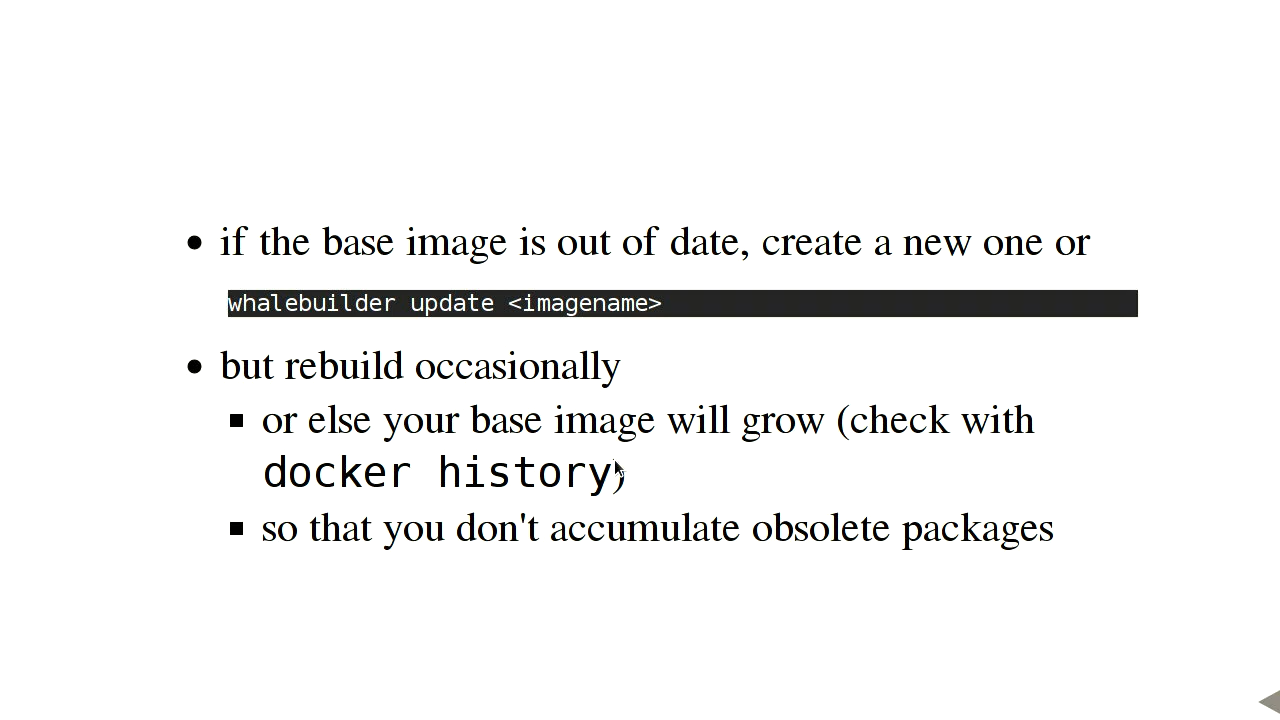 if the base image is out of date, create a new one or
whalebuilder update <imagename>
but rebuild occasionally
or else your base image will grow (check with
docker history)
so that you don't accumulate obsolete packages